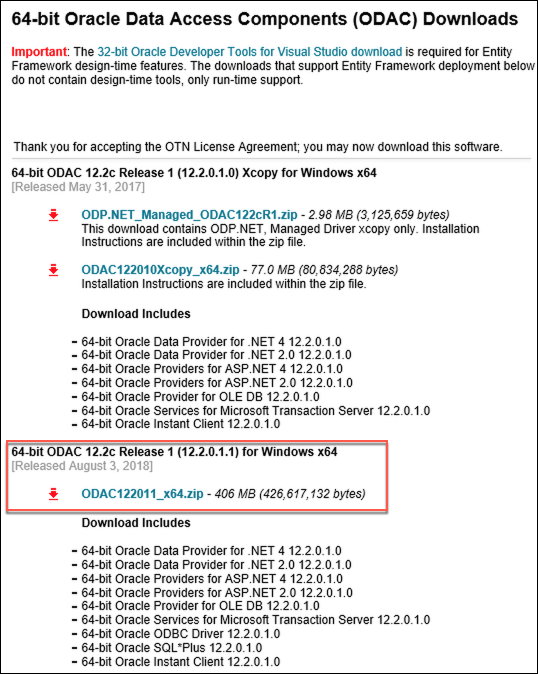 64-bit Oracle Data Access Components (ODAC) Downloads
Important: The 32-bit Oracle Developer Tools for Visual Studio download is required for Entity
Framework design-time features. The downloads that support Entity Framework deployment below
do not contain design-time tools, only run-time support.
Thank you for accepting the OTN License Agreement; you may now download this software.
64-bit ODAC 12.2c Release 1 (12.2.0.1.0) Xcopy for Windows x64
[Released May 31, 2017]
ODP.NET_Managed_ODAC122cR1.zip - 2.98 MB (3,125,659 bytes)
This download contains ODP.NET, Managed Driver xcopy only. Installation
Instructions are included within the zip file.
ODAC122010Xcopy_x64.zip - 77.0 MB (80,834,288 bytes)
Installation Instructions are included within the zip file.
Download Includes
- 64-bit Oracle Data Provider for .NET 4 12.2.0.1.0
- 64-bit Oracle Data Provider for .NET 2.0 12.2.0.1.0
- 64-bit Oracle Providers for ASP.NET 4 12.2.0.1.0
- 64-bit Oracle Providers for ASP.NET 2.0 12.2.0.1.0
- 64-bit Oracle Provider for OLE DB 12.2.0.1.0
- 64-bit Oracle Services for Microsoft Transaction Server 12.2.0.1.0
- 64-bit Oracle Instant Client 12.2.0.1.0
64-bit ODAC 12.2c Release 1 (12.2.0.1.1) for Windows x64
[Released August 3, 2018]
ODAC122011_x64.zip - 406 MB (426,617,132 bytes)
Download Includes
- 64-bit Oracle Data Provider for .NET 4 12.2.0.1.0
- 64-bit Oracle Data Provider for .NET 2.0 12.2.0.1.0
- 64-bit Oracle Providers for ASP.NET 4 12.2.0.1.0
- 64-bit Oracle Providers for ASP.NET 2.0 12.2.0.1.0
- 64-bit Oracle Provider for OLE DB 12.2.0.1.0
- 64-bit Oracle Services for Microsoft Transaction Server 12.2.0.1.0
- 64-bit Oracle ODBC Driver 12.2.0.1.0
- 64-bit Oracle SQL*Plus 12.2.0.1.0
- 64-bit Oracle Instant Client 12.2.0.1.0